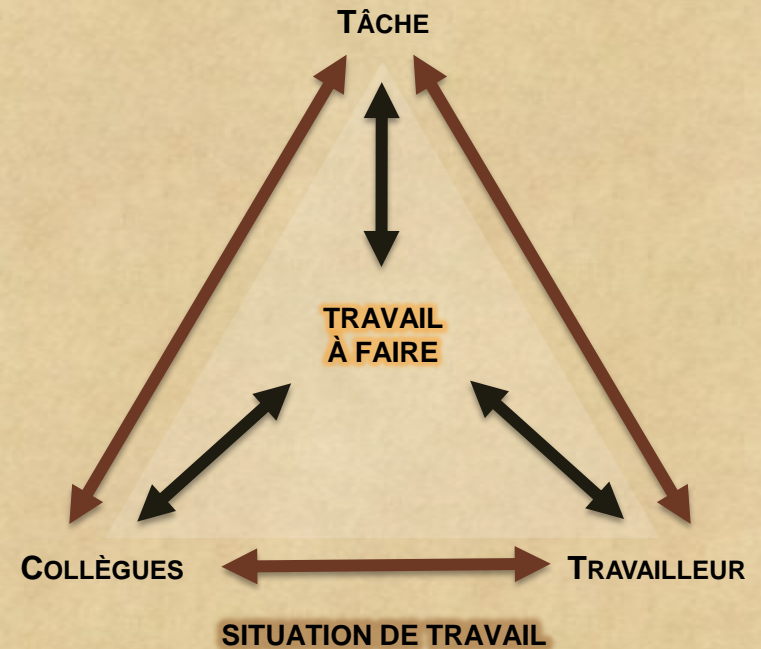 TÂCHE
TRAVAIL
À FAIRE
COLLÈGUES
TRAVAILLEUR
SITUATION DE TRAVAIL